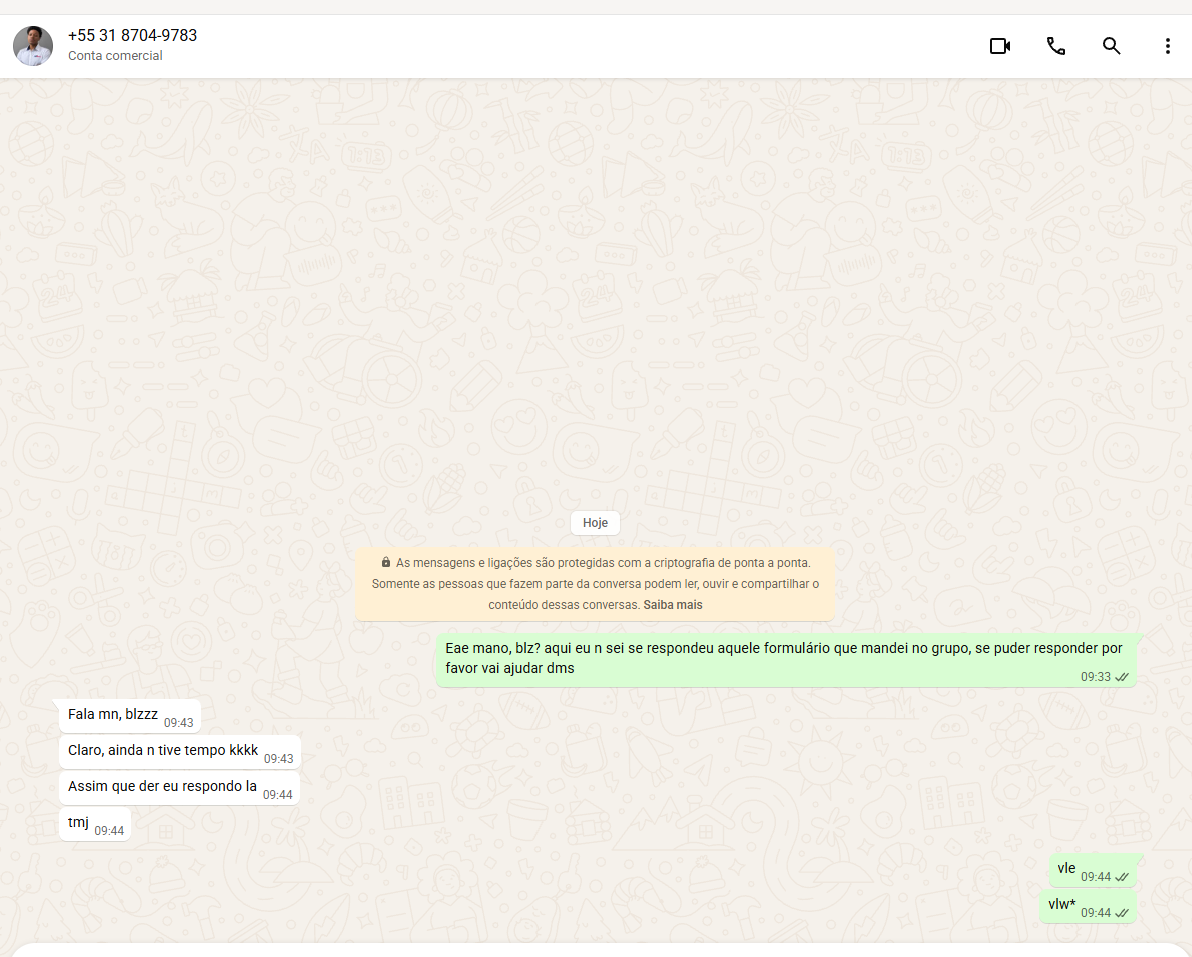 +55 31 8704-9783
Conta comercial
Hoje
As mensagens e ligações são protegidas com a criptografia de ponta a ponta.
Somente as pessoas que fazem parte da conversa podem ler, ouvir e compartilhar o
conteúdo dessas conversas. Saiba mais
Eae mano, blz? aqui eu n sei se respondeu aquele formulário que mandei no grupo, se puder responder por
favor vai ajudar dms
09:33
Fala mn, blzzz 09:43
Claro, ainda n tive tempo kkkk 09:43
Assim que der eu respondo la 09:44
tmj 09:44
vle 09:44
vlw* 09:44